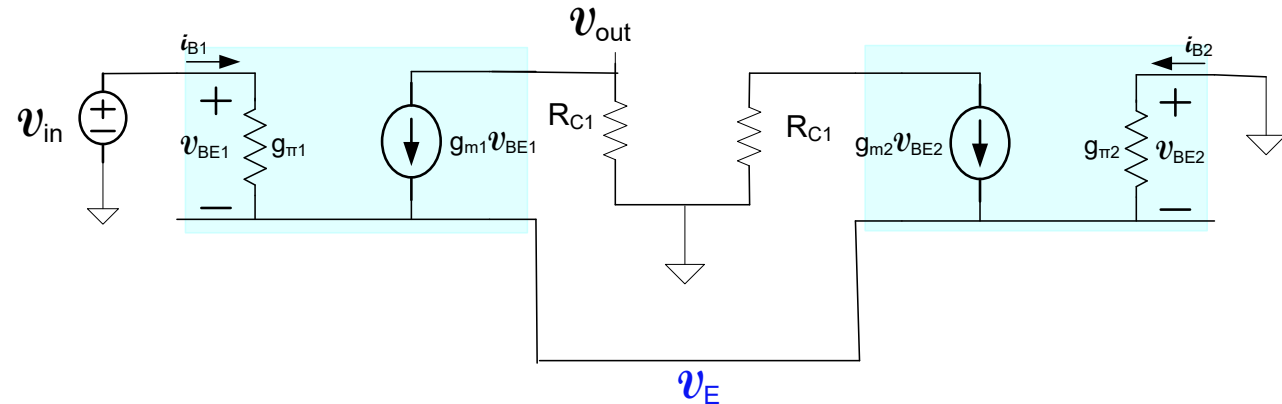 v_out
i_B1
i_B2
+
+
+
−
v_in
v_BE1
g_π1
g_m1 v_BE1
R_C1
R_C1
g_m2 v_BE2
g_π2
v_BE2
−
−
v_E